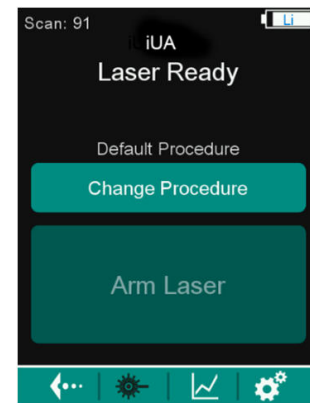 Scan: 91
Li
iUA
Laser Ready
Default Procedure
Change Procedure
Arm Laser